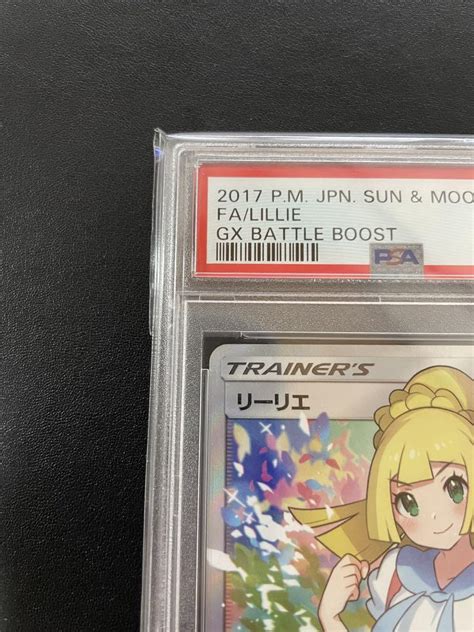 2017 P.M. JPN. SUN & MOO
FA/LILLIE
GX BATTLE BOOST
PSA
TRAINER'S
リーリエ